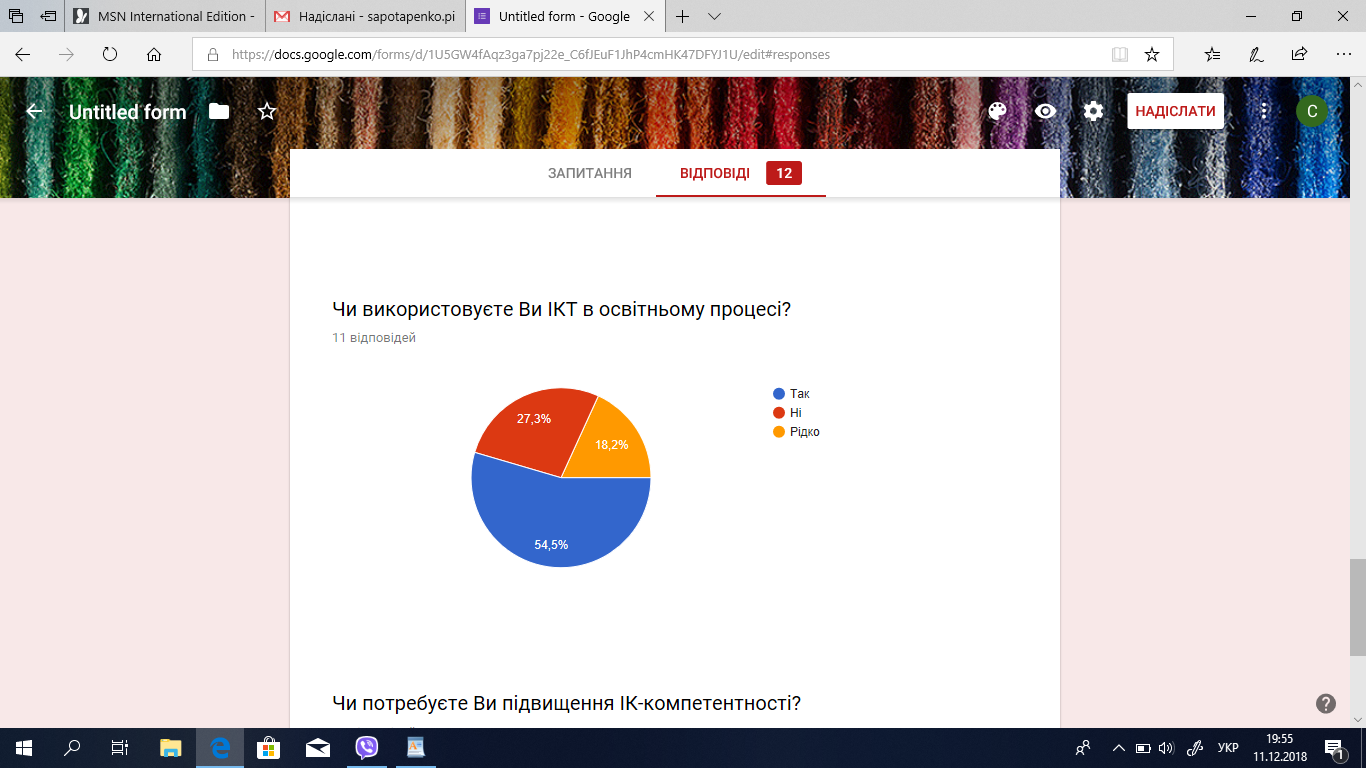 MSN International Edition -
Надіслані - sapotapenko.pi
Untitled form - Google
https://docs.google.com/forms/d/1U5GW4fAqz3ga7pj22e_C6fJEuF1JhP4cmHK47DFYJ1U/edit#responses
Untitled form
НАДІСЛАТИ
С
ЗАПИТАННЯ
ВІДПОВІДІ 12
Чи використовуєте Ви ІКТ в освітньому процесі?
11 відповідей
27,3%
18,2%
54,5%
Так
Ні
Рідко
Чи потребуєте Ви підвищення ІК-компетентності?
УКР
19:55
11.12.2018
1